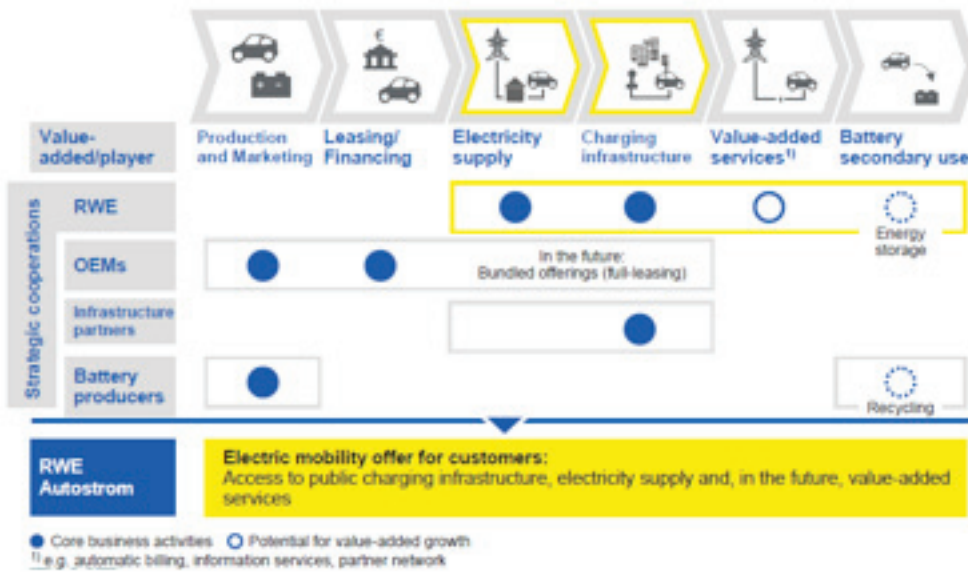 €
Value-
added/player
Production
and Marketing
Leasing/
Financing
Electricity
supply
Charging
infrastructure
Value-added
services¹⁾
Battery
secondary use
Strategic cooperations
RWE
Energy
storage
OEMs
In the future:
Bundled offerings (full-leasing)
Infrastructure
partners
Battery
producers
Recycling
RWE
Autostrom
Electric mobility offer for customers:
Access to public charging infrastructure, electricity supply and, in the future, value-added
services
Core business activities Potential for value-added growth
¹⁾ e.g. automatic billing, information services, partner network